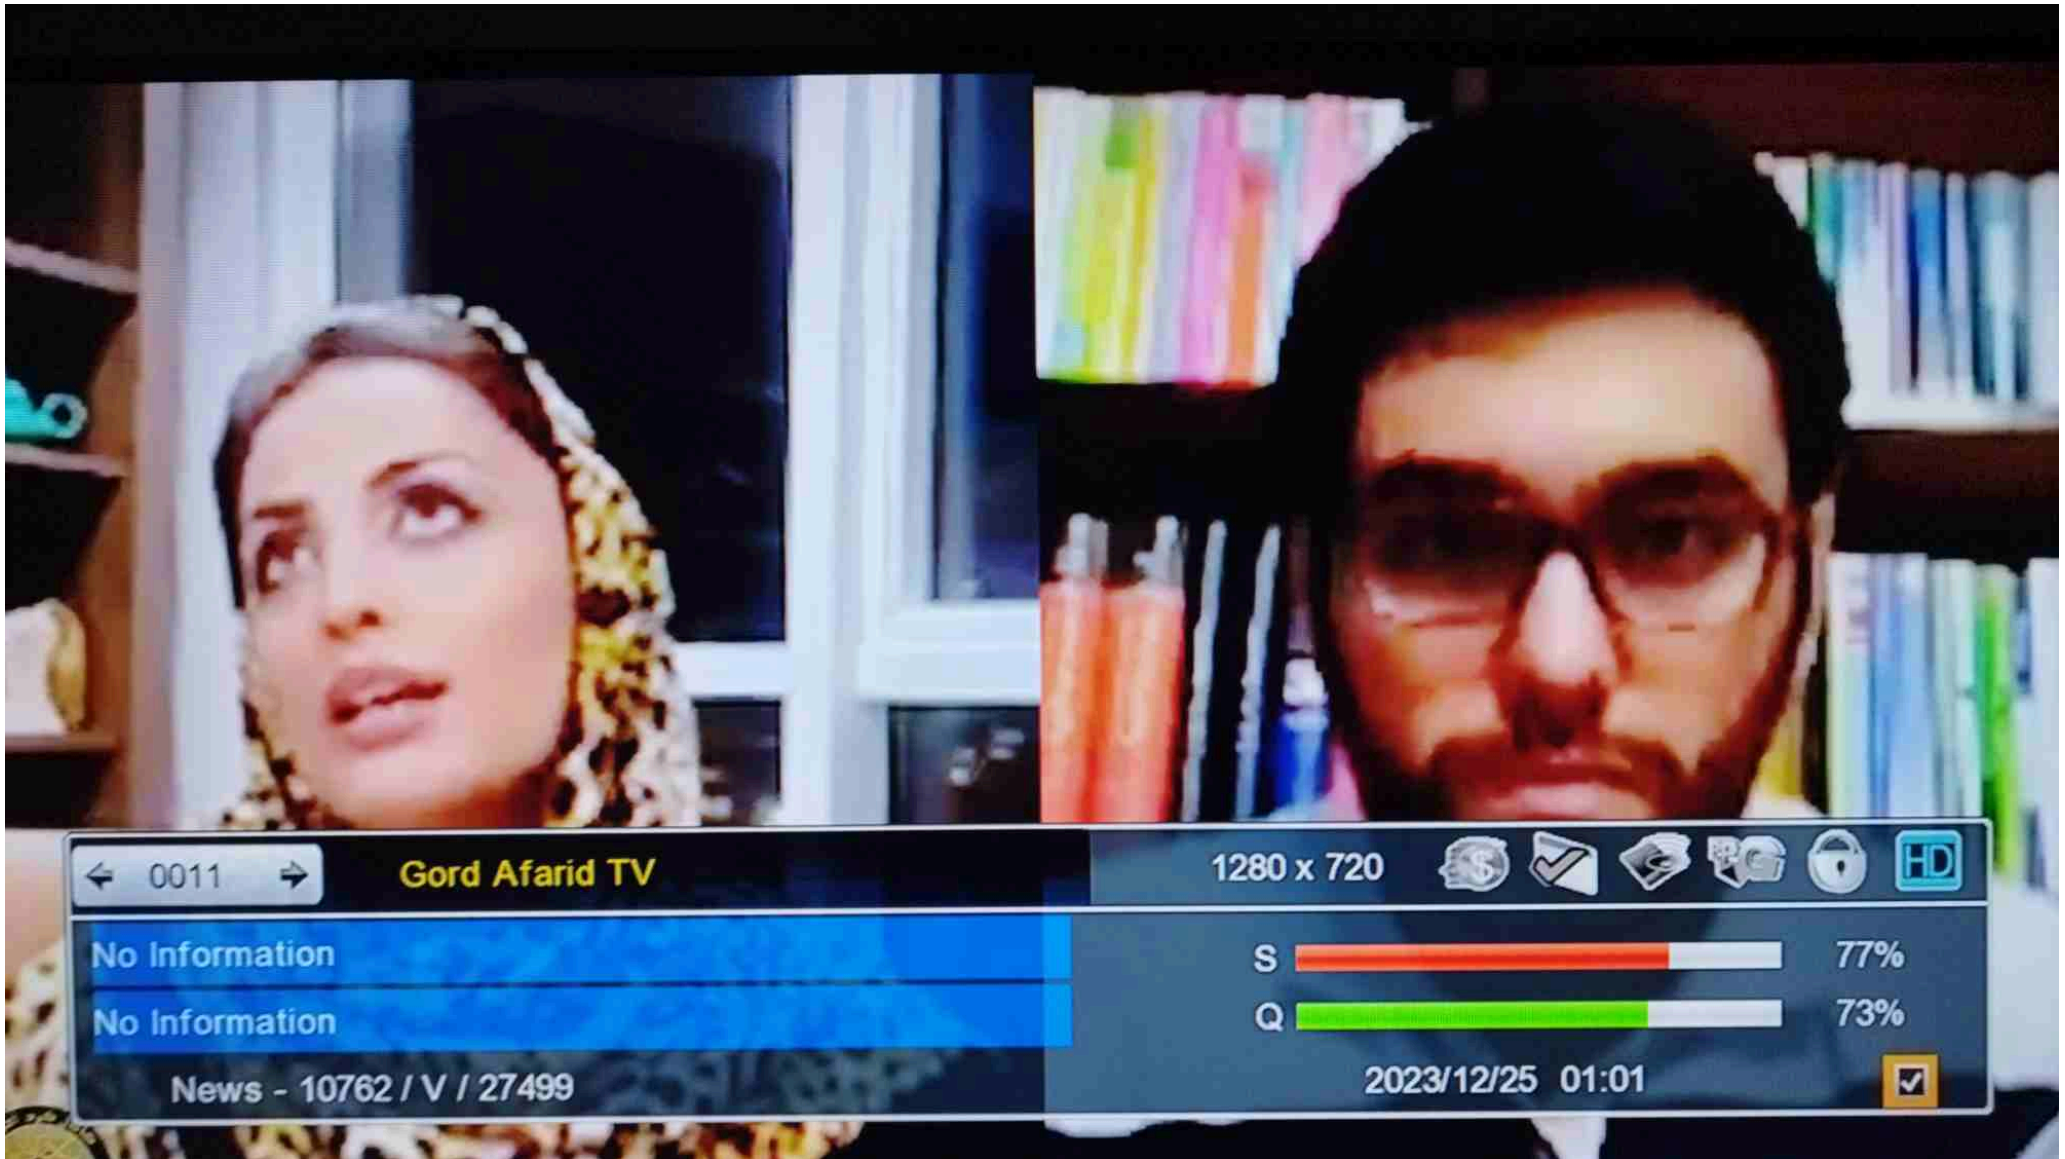 0011 Gord Afarid TV 1280 x 720 HD
No Information S 77%
No Information Q 73%
News - 10762 / V / 27499 2023/12/25 01:01